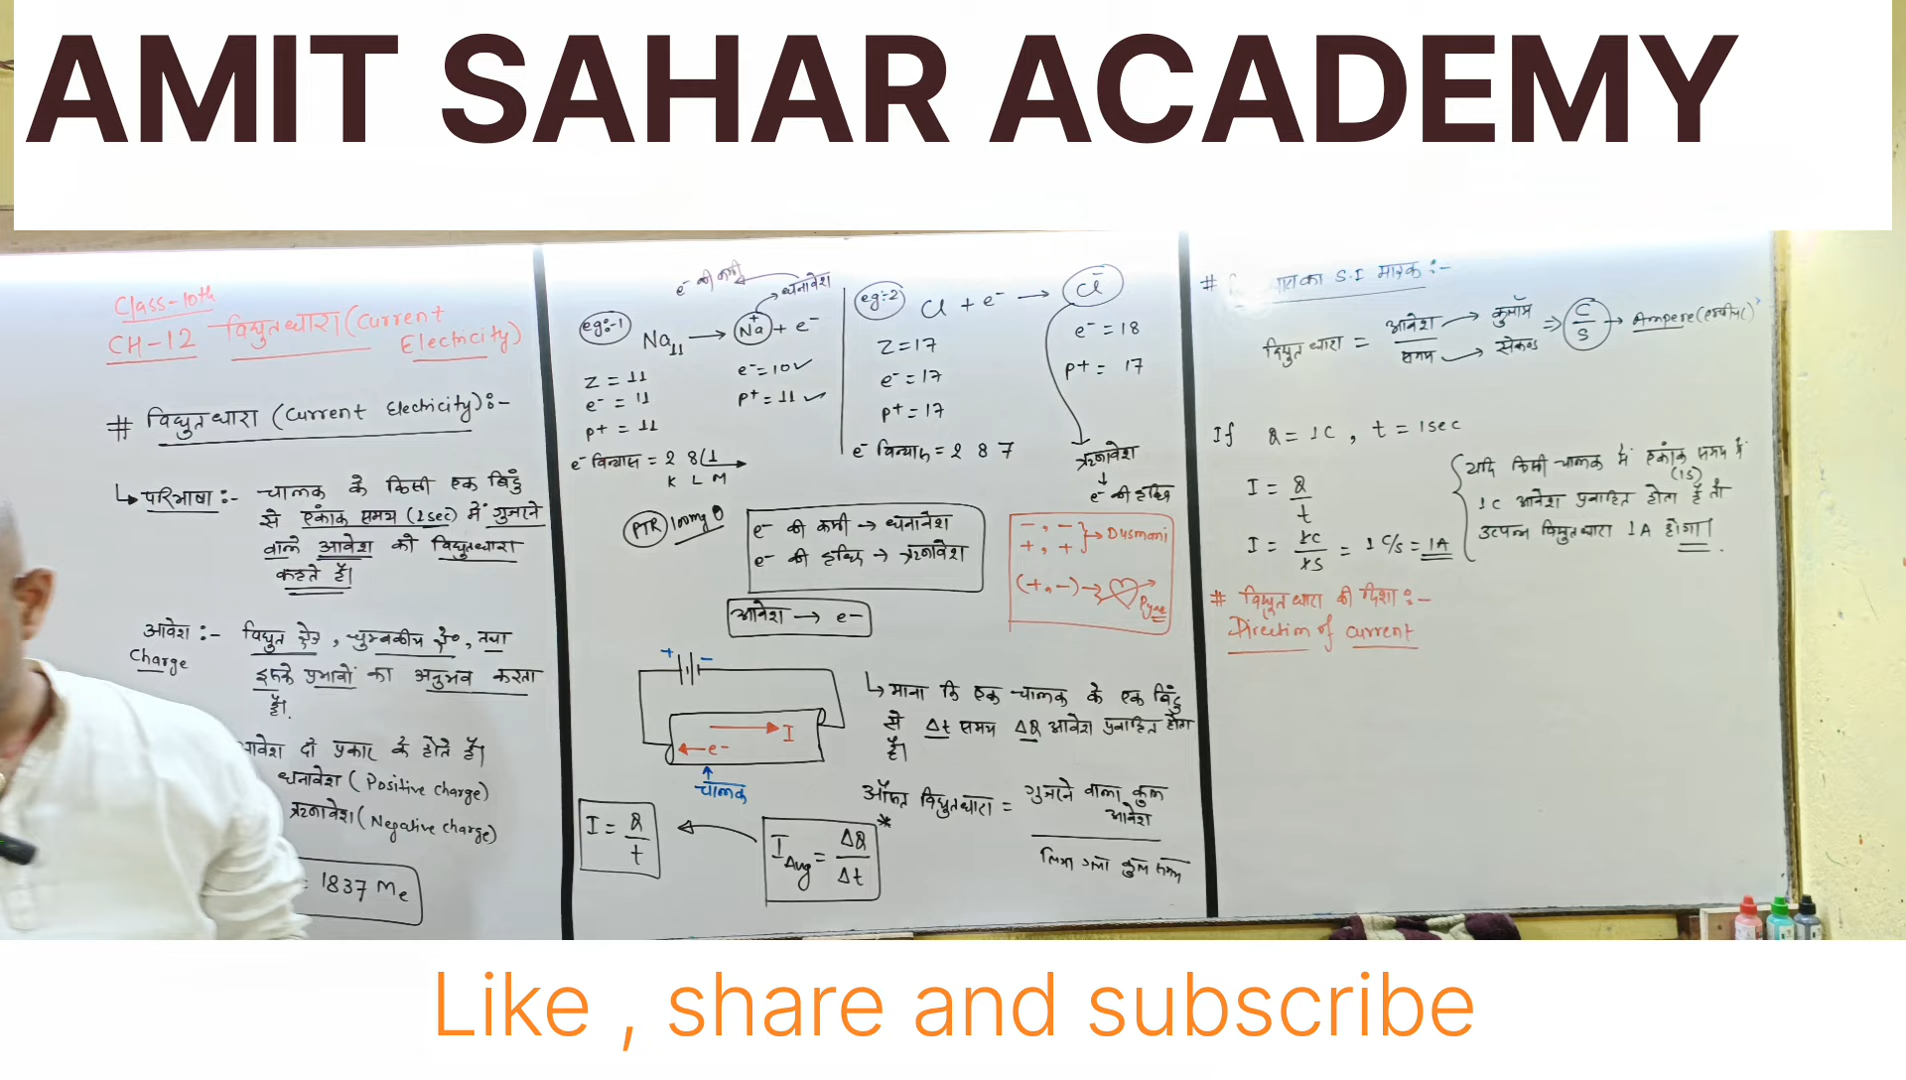 AMIT SAHAR ACADEMY
Class-10th
CH-12 विद्युत धारा (Current
Electricity)
# विद्युत धारा (Current Electricity):-
↳ परिभाषा :- चालक के किसी एक बिंदु
से एकांक समय (1sec) में गुजरने
वाले आवेश को विद्युत धारा
कहते हैं।
आवेश :- विद्युत क्षे०, चुम्बकीय क्षे०, तथा
Charge
इसके प्रभावों का अनुभव करता
है।
आवेश दो प्रकार के होते हैं।
धनावेश (Positive charge)
ऋणावेश (Negative charge)
= 1837 Me
e⁻ की कमी
धनावेश
eg:-1
Na₁₁ → Na⁺ + e⁻
Z = 11
e⁻ = 11
p+ = 11
e⁻ = 10 ✓
p+ = 11 ✓
e⁻ विन्यास = 2 8 1
K L M
eg:-2
Cl + e⁻ → Cl⁻
Z = 17
e⁻ = 17
p+ = 17
e⁻ विन्यास = 2 8 7
e⁻ = 18
p+ = 17
ऋणावेश
↓
e⁻ की वृद्धि
PTR 100mg
e⁻ की कमी → धनावेश
e⁻ की वृद्धि → ऋणावेश
आवेश → e⁻
- , - } → Dusmani
+ , +
(+, -) →
Pyar
+ -
I
← e⁻
↑
चालक
↳ माना कि एक चालक के एक बिंदु
से Δt समय ΔQ आवेश प्रवाहित होता
है।
औसत विद्युत धारा = गुजरने वाला कुल
आवेश
लिया गया कुल समय
I = Q/t
I Avg = ΔQ/Δt
# का S.I मात्रक :-
विद्युत धारा = आवेश/समय → कुलॉम
सेकेण्ड
⇒ C/S → Ampere
If Q = 1C , t = 1sec
I = Q/t
I = 1C/1S = 1 C/s = 1A
यदि किसी चालक में एकांक समय में
(1s)
1C आवेश प्रवाहित होता है तो
उत्पन्न विद्युत धारा 1A होगा।
# विद्युत धारा की दिशा :-
Direction of current
Like , share and subscribe